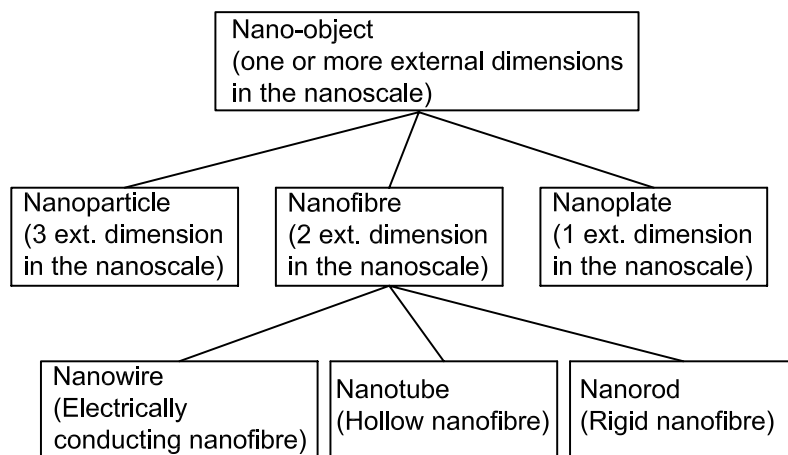 Nano-object
(one or more external dimensions
in the nanoscale)
Nanoparticle
(3 ext. dimension
in the nanoscale)
Nanofibre
(2 ext. dimension
in the nanoscale)
Nanoplate
(1 ext. dimension
in the nanoscale)
Nanowire
(Electrically
conducting nanofibre)
Nanotube
(Hollow nanofibre)
Nanorod
(Rigid nanofibre)